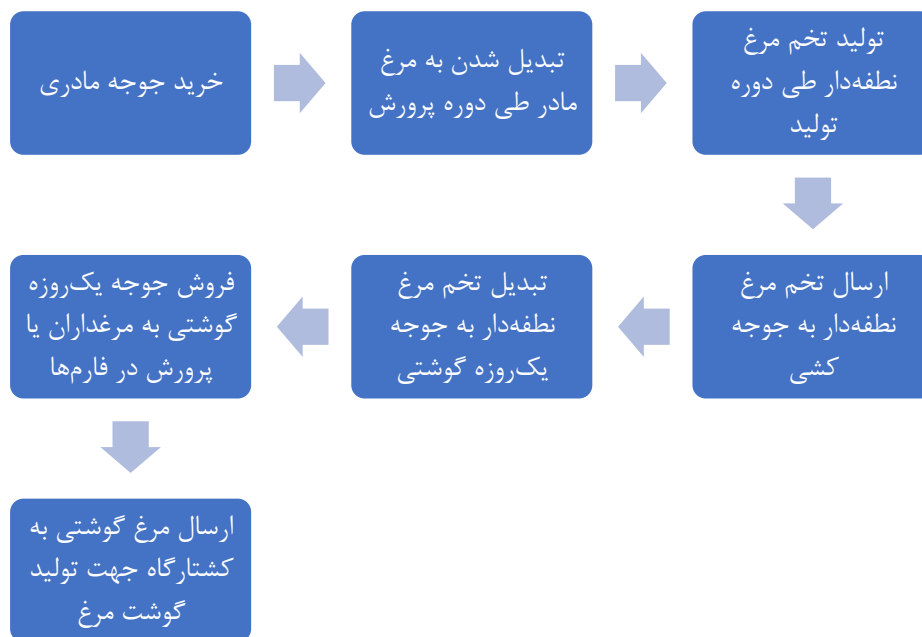 خرید جوجه مادری
تبدیل شدن به مرغ
مادر طی دوره پرورش
تولید تخم مرغ
نطفه‌دار طی دوره
تولید
ارسال تخم مرغ
نطفه‌دار به جوجه
کشی
تبدیل تخم مرغ
نطفه‌دار به جوجه
یک‌روزه گوشتی
فروش جوجه یک‌روزه
گوشتی به مرغداران یا
پرورش در فارم‌ها
ارسال مرغ گوشتی به
کشتارگاه جهت تولید
گوشت مرغ